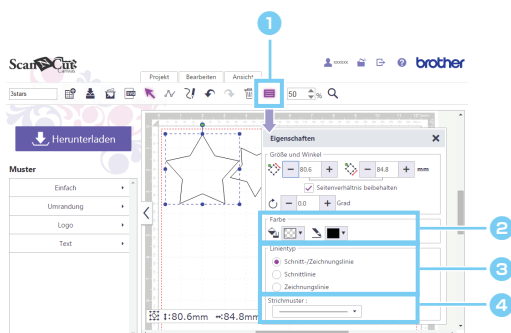 1
ScanNCut
Canvas
brother
Projekt Bearbeiten Ansicht
3stars
50 %
Herunterladen
Muster
Einfach
Umrandung
Logo
Text
Eigenschaften
Größe und Winkel
80.6 84.8 mm
Seitenverhältnis beibehalten
0.0 Grad
Farbe
2
Linientyp
Schnitt-/Zeichnungslinie
Schnittlinie
Zeichnungslinie
3
Strichmuster :
4
↕:80.6mm ↔:84.8mm